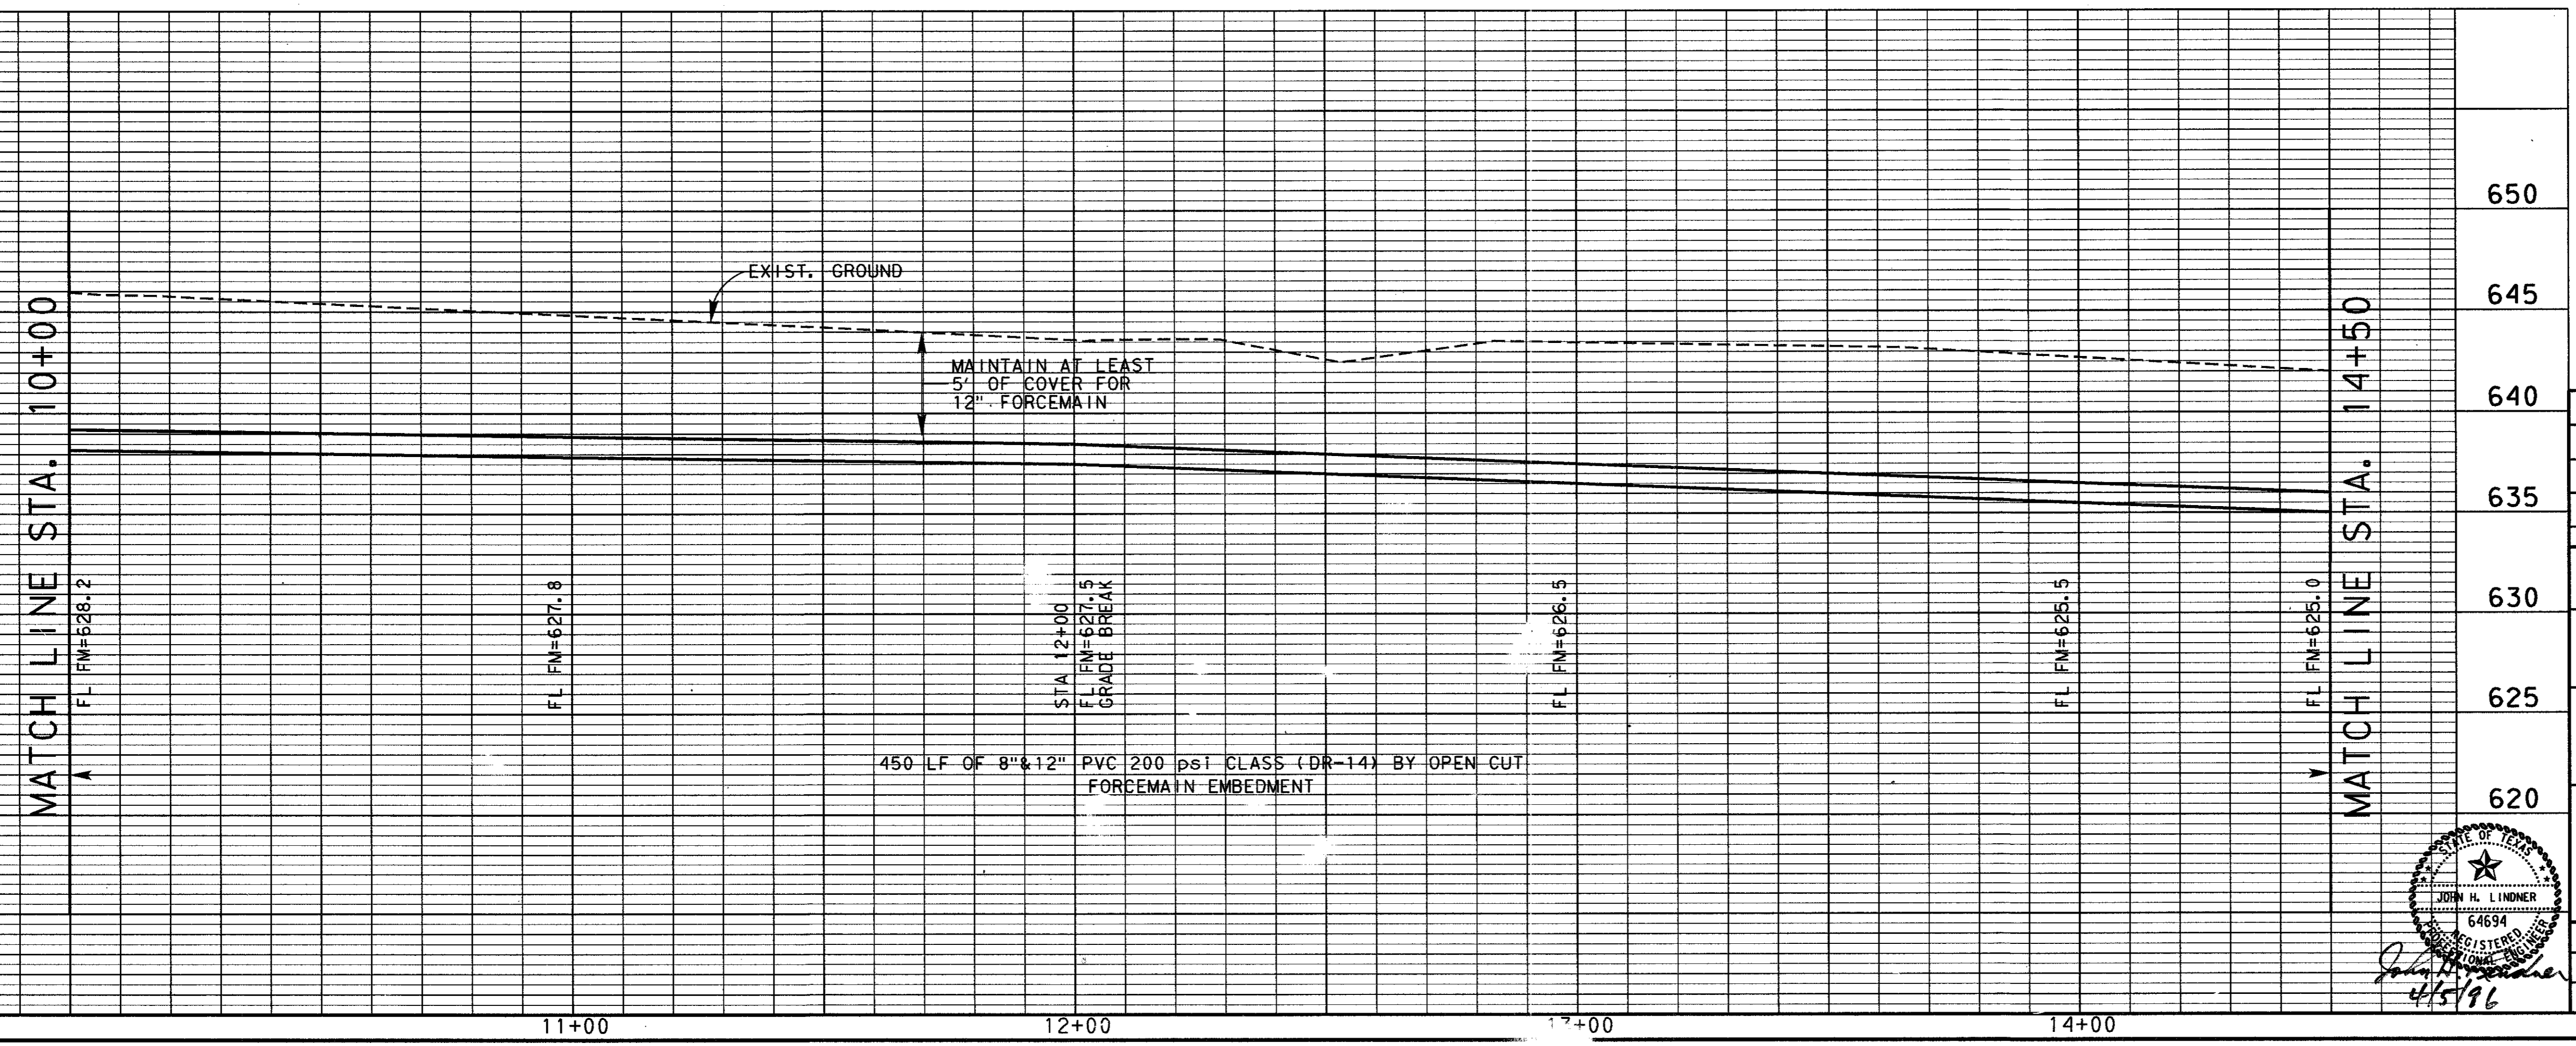 650
EXIST. GROUND
645
MAINTAIN AT LEAST
5' OF COVER FOR
12" FORCEMAIN
640
635
630
625
620
MATCH LINE STA. 10+00
FL FM=628.2
FL FM=627.8
STA 12+00
FL FM=627.5
GRADE BREAK
FL FM=626.5
FL FM=625.5
FL FM=625.0
MATCH LINE STA. 14+50
450 LF OF 8"&12" PVC 200 psi CLASS (DR-14) BY OPEN CUT
FORCEMAIN EMBEDMENT
STATE OF TEXAS
JOHN H. LINDNER
64694
REGISTERED
PROFESSIONAL ENGINEER
John H. Lindner
4/5/96
11+00
12+00
+00
14+00